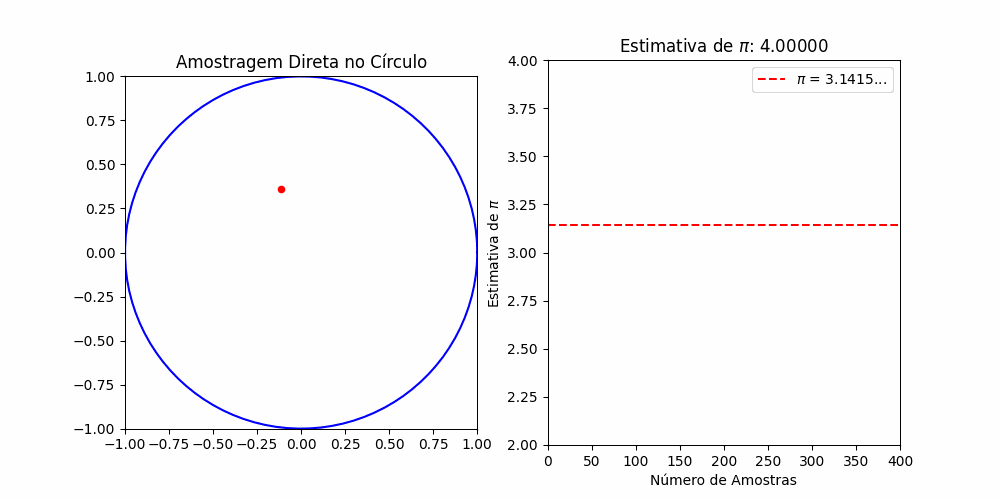 Amostragem Direta no Círculo
1.00
0.75
0.50
0.25
0.00
−0.25
−0.50
−0.75
−1.00
−1.00 −0.75 −0.50 −0.25 0.00 0.25 0.50 0.75 1.00
Estimativa de π: 4.00000
π = 3.1415...
Estimativa de π
4.00
3.75
3.50
3.25
3.00
2.75
2.50
2.25
2.00
0 50 100 150 200 250 300 350 400
Número de Amostras